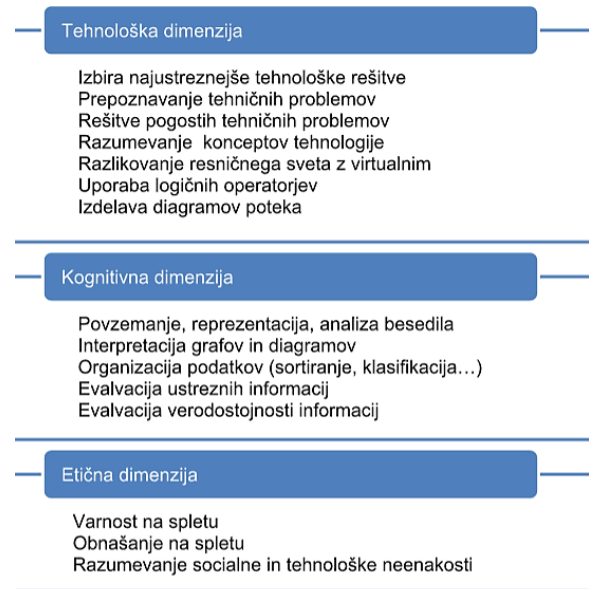 Tehnološka dimenzija
Izbira najustreznejše tehnološke rešitve
Prepoznavanje tehničnih problemov
Rešitve pogostih tehničnih problemov
Razumevanje konceptov tehnologije
Razlikovanje resničnega sveta z virtualnim
Uporaba logičnih operatorjev
Izdelava diagramov poteka
Kognitivna dimenzija
Povzemanje, reprezentacija, analiza besedila
Interpretacija grafov in diagramov
Organizacija podatkov (sortiranje, klasifikacija…)
Evalvacija ustreznih informacij
Evalvacija verodostojnosti informacij
Etična dimenzija
Varnost na spletu
Obnašanje na spletu
Razumevanje socialne in tehnološke neenakosti